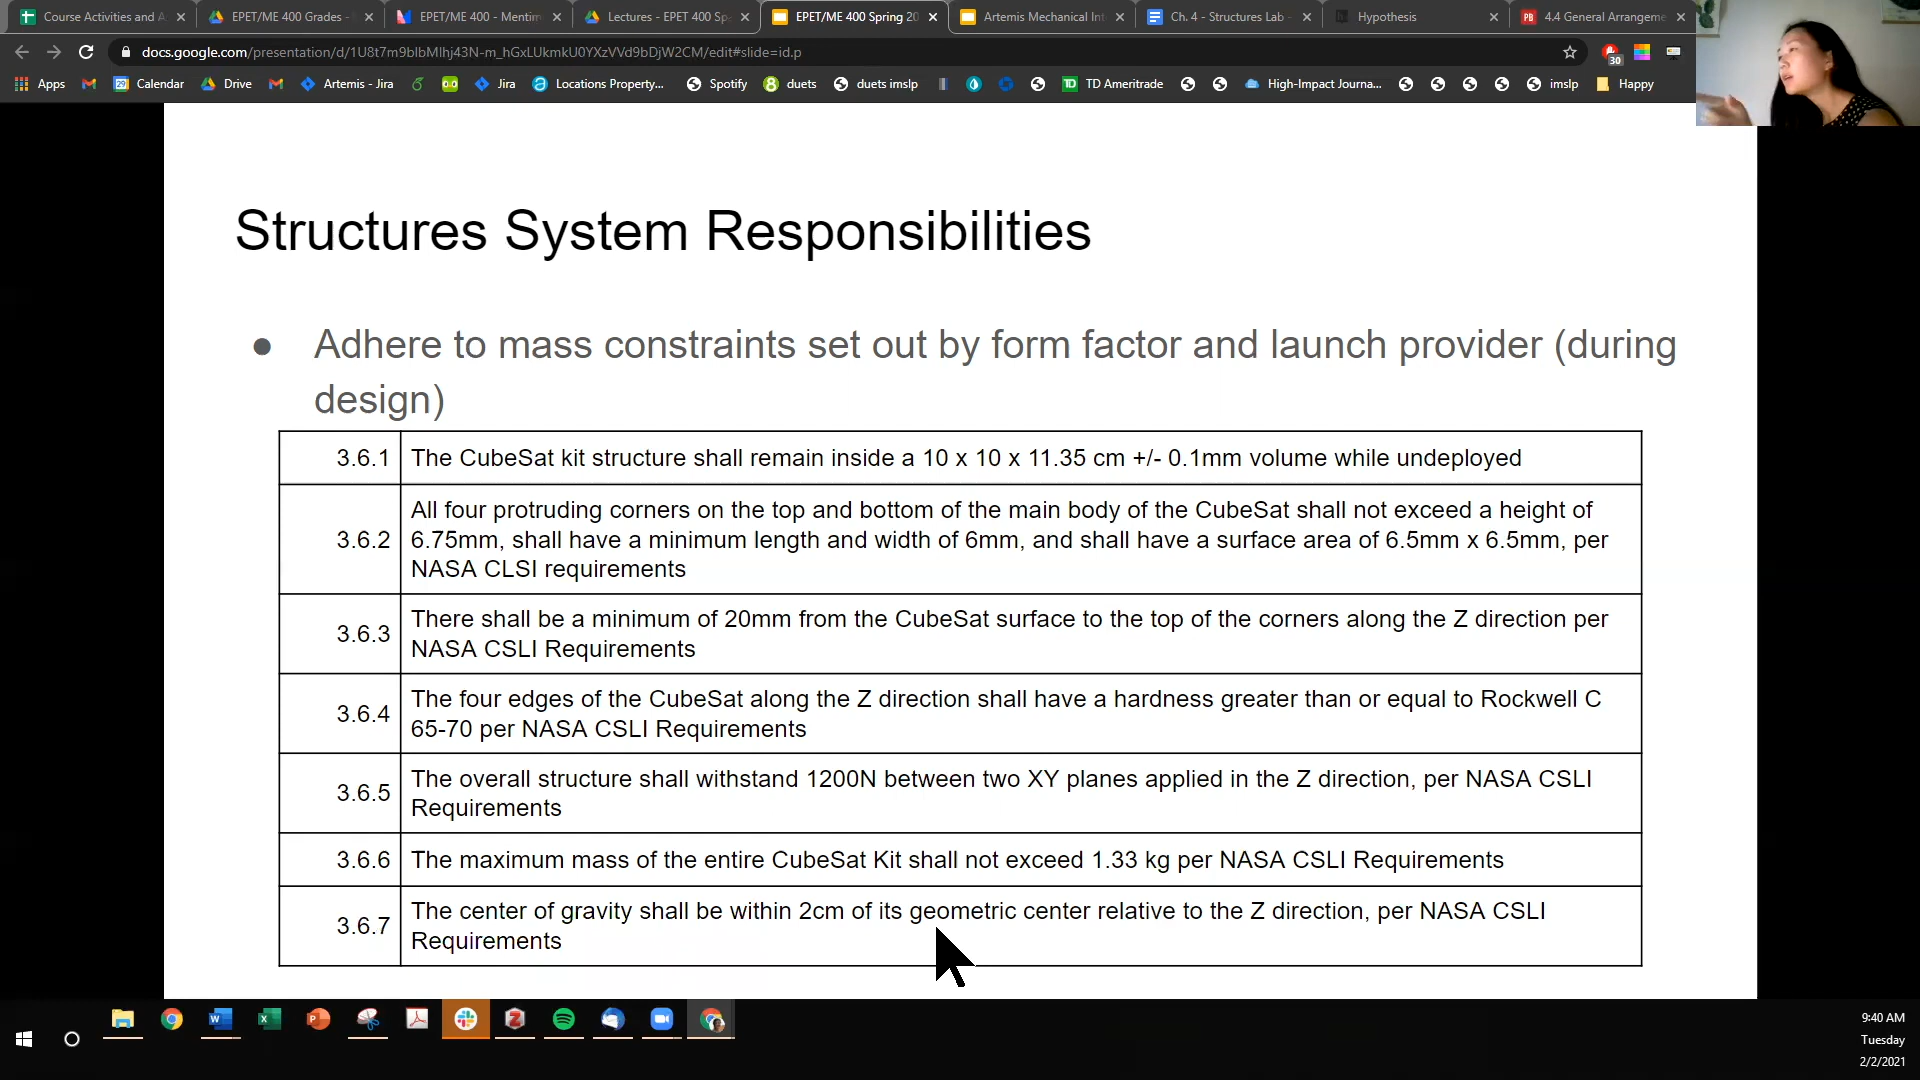 Course Activities and A
EPET/ME 400 Grades -
EPET/ME 400 - Mentim
Lectures - EPET 400 Sp
EPET/ME 400 Spring 20
Artemis Mechanical Int
Ch. 4 - Structures Lab -
Hypothesis
4.4 General Arrangeme
docs.google.com/presentation/d/1U8t7m9blbMlhj43N-m_hGxLUkmkU0YXzVVd9bDjW2CM/edit#slide=id.p
30
Apps
Calendar
Drive
Artemis - Jira
Jira
Locations Property...
Spotify
duets
duets imslp
TD Ameritrade
High-Impact Journa...
imslp
Happy
Structures System Responsibilities
● Adhere to mass constraints set out by form factor and launch provider (during
design)
3.6.1 The CubeSat kit structure shall remain inside a 10 x 10 x 11.35 cm +/- 0.1mm volume while undeployed
All four protruding corners on the top and bottom of the main body of the CubeSat shall not exceed a height of
3.6.2 6.75mm, shall have a minimum length and width of 6mm, and shall have a surface area of 6.5mm x 6.5mm, per
NASA CLSI requirements
3.6.3 There shall be a minimum of 20mm from the CubeSat surface to the top of the corners along the Z direction per
NASA CSLI Requirements
3.6.4 The four edges of the CubeSat along the Z direction shall have a hardness greater than or equal to Rockwell C
65-70 per NASA CSLI Requirements
3.6.5 The overall structure shall withstand 1200N between two XY planes applied in the Z direction, per NASA CSLI
Requirements
3.6.6 The maximum mass of the entire CubeSat Kit shall not exceed 1.33 kg per NASA CSLI Requirements
3.6.7 The center of gravity shall be within 2cm of its geometric center relative to the Z direction, per NASA CSLI
Requirements
9:40 AM
Tuesday
2/2/2021